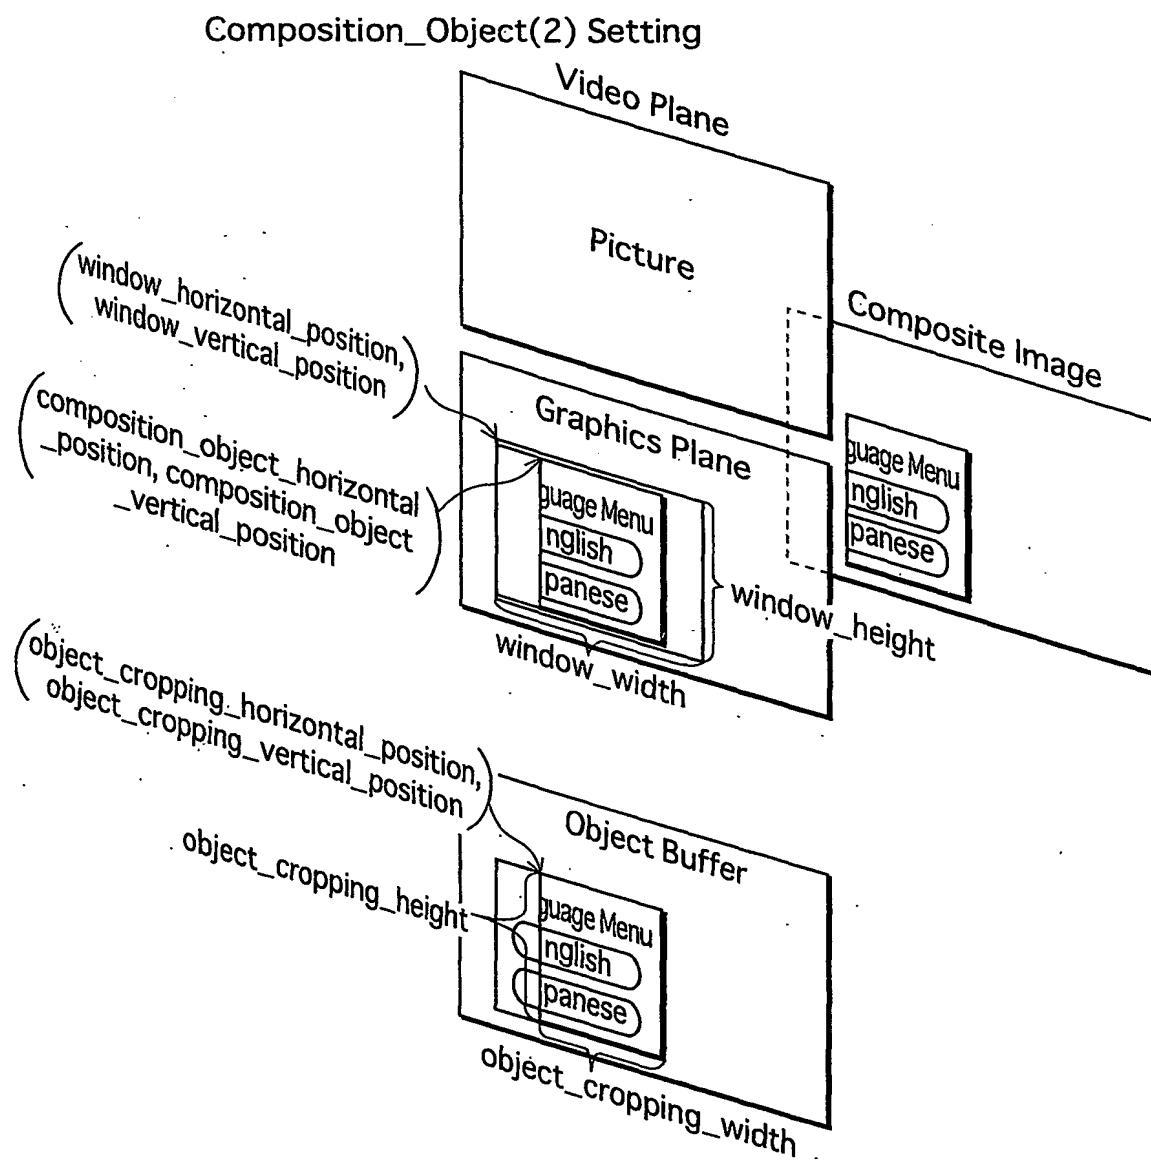 Composition_Object(2) Setting
Video Plane
Picture
(window_horizontal_position,
window_vertical_position)
Composite Image
(composition_object_horizontal
_position, composition_object
_vertical_position)
Graphics Plane
guage Menu
nglish
panese
guage Menu
nglish
panese
window_height
window_width
(object_cropping_horizontal_position,
object_cropping_vertical_position)
object_cropping_height
Object Buffer
guage Menu
nglish
panese
object_cropping_width